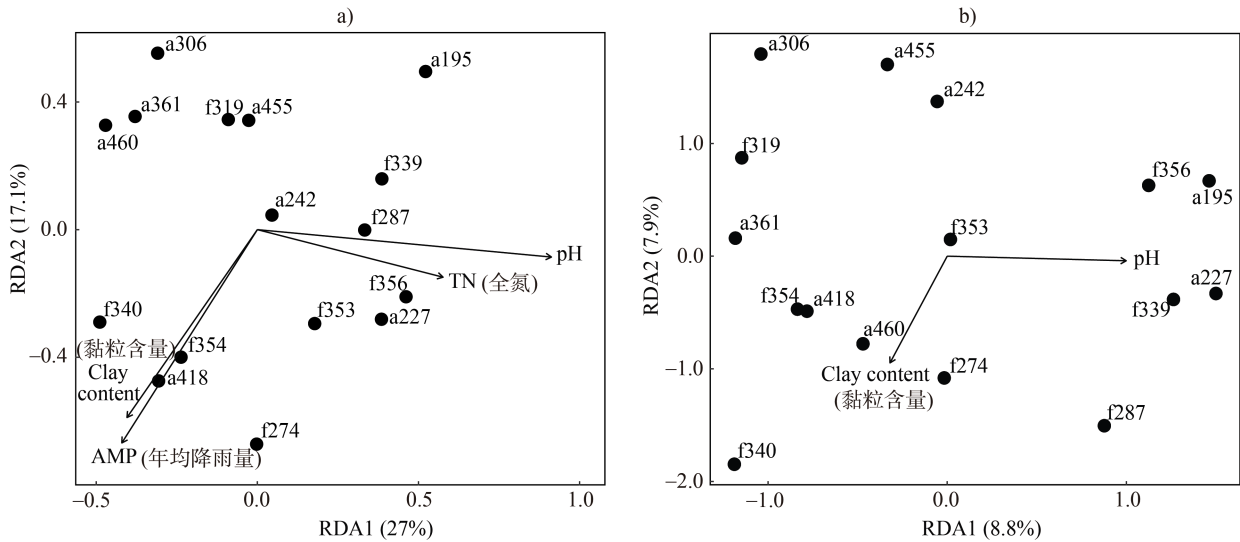 a)
a306
a195
a361
f319
a455
a460
f339
a242
f287
pH
TN (全氮)
f356
f353
a227
f340
(黏粒含量)
f354
Clay
content
a418
f274
AMP (年均降雨量)
RDA2 (17.1%)
0.4
0.0
−0.4
−0.5
0.0
0.5
1.0
RDA1 (27%)
b)
a306
a455
a242
f319
f356
a195
a361
f353
pH
a227
f339
f354
a418
a460
f274
Clay content
(黏粒含量)
f287
f340
RDA2 (7.9%)
1.0
0.0
−1.0
−2.0
−1.0
0.0
1.0
RDA1 (8.8%)